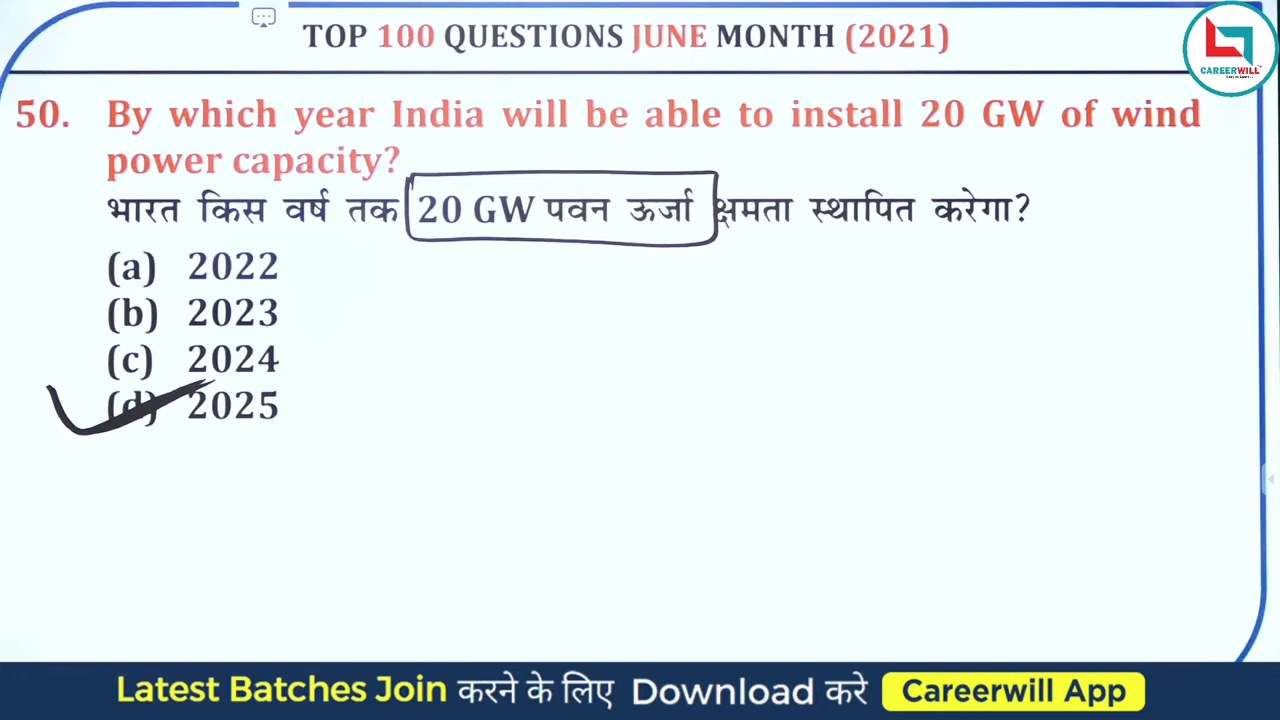 TOP 100 QUESTIONS JUNE MONTH (2021)
CAREERWILL
50. By which year India will be able to install 20 GW of wind
power capacity?
भारत किस वर्ष तक 20 GW पवन ऊर्जा क्षमता स्थापित करेगा?
(a) 2022
(b) 2023
(c) 2024
(d) 2025
Latest Batches Join करने के लिए Download करे Careerwill App